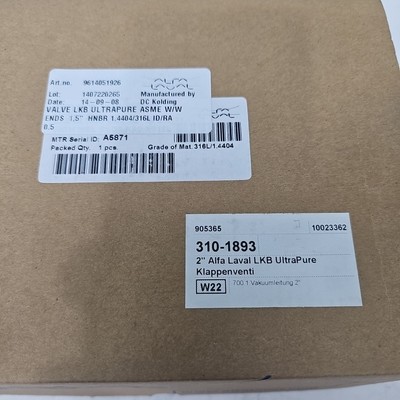 Art.no. 9614051926
ALFA
LAVAL
Lot: 1407220265 Manufactured by
Date: 14-09-08 DC Kolding
VALVE LKB ULTRAPURE ASME W/W
ENDS 1.5" HNBR 1.4404/316L ID/RA
0.5
MTR Serial ID: A5871
Packed Qty. 1 pcs. Grade of Mat. 316L/1.4404
905365 10023362
310-1893
2" Alfa Laval LKB UltraPure
Klappenventi
W22 700.1 Vakuumleitung 2"